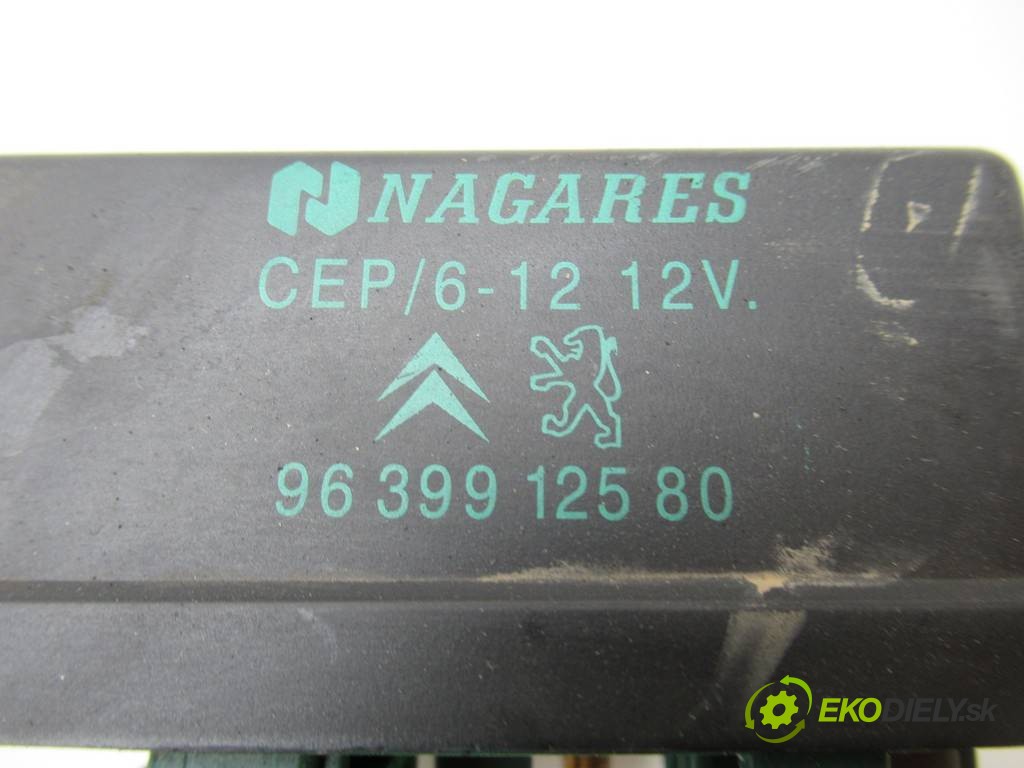 NAGARES
CEP/6-12 12V.
96 399 125 80
EKODIELY.sk